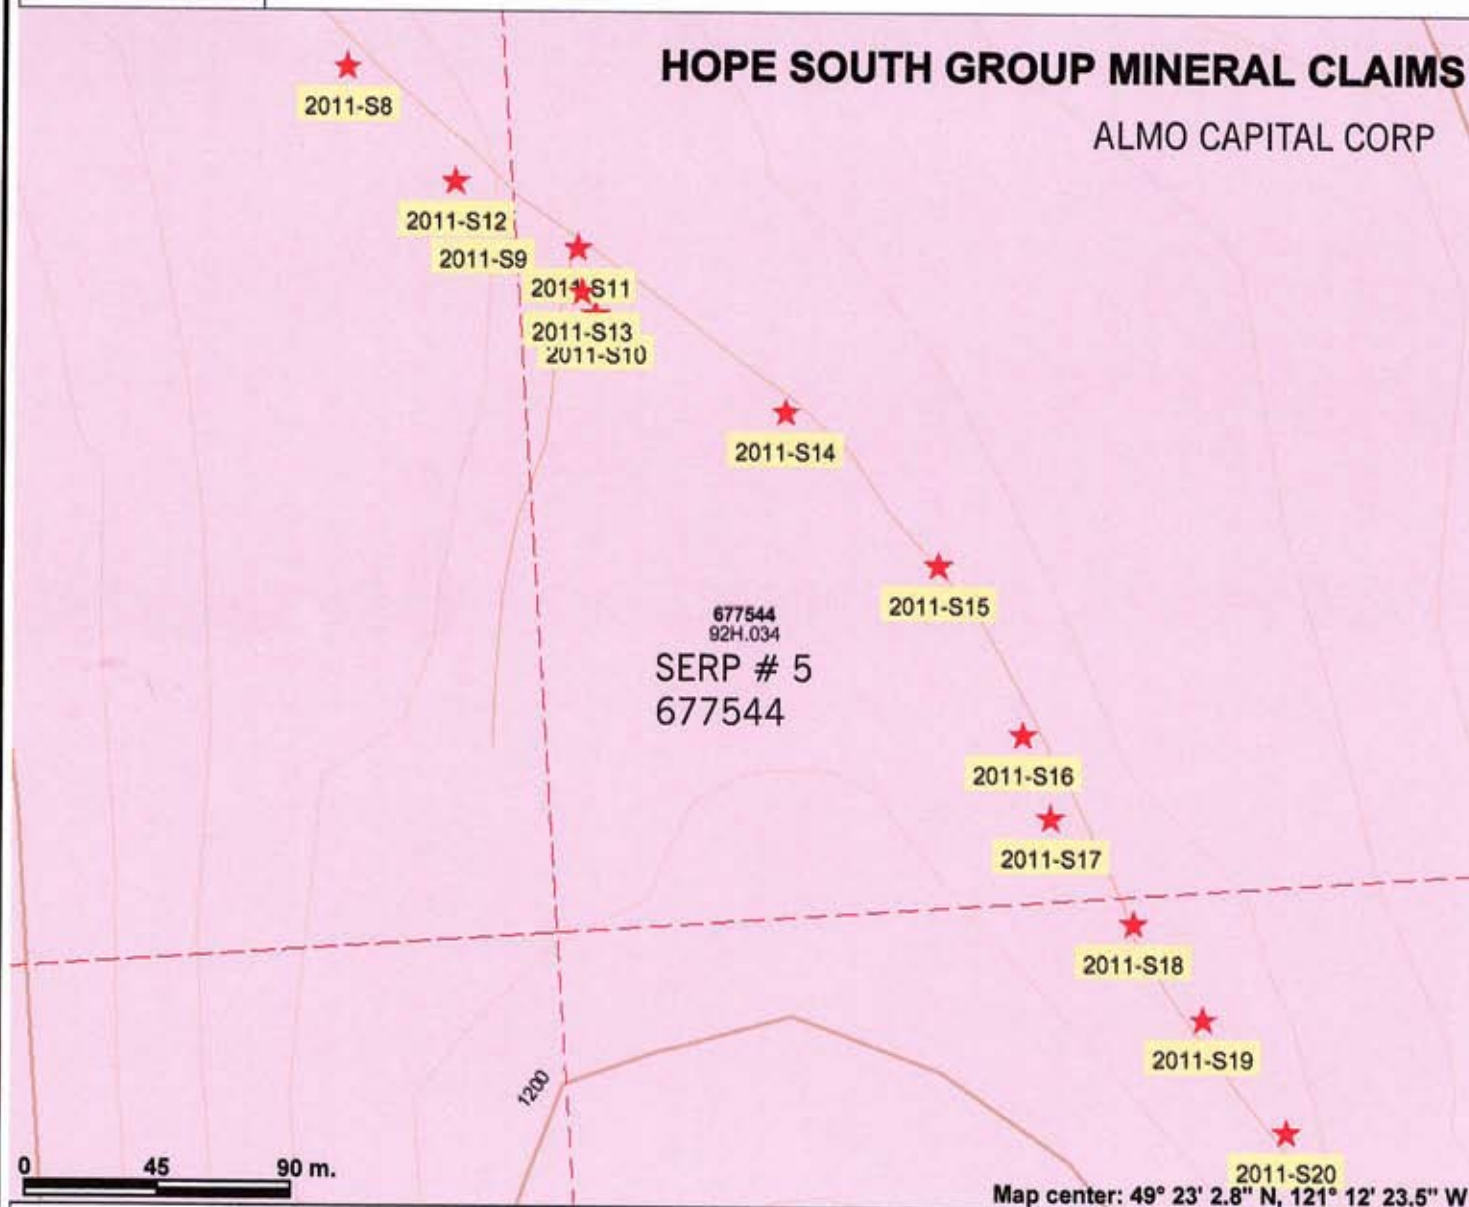 HOPE SOUTH GROUP MINERAL CLAIMS
ALMO CAPITAL CORP
2011-S8
2011-S12
2011-S9
2011-S11
2011-S13
2011-S10
2011-S14
2011-S15
677544
92H.034
SERP # 5
677544
2011-S16
2011-S17
2011-S18
2011-S19
1200
2011-S20
0 45 90 m.
Map center: 49° 23' 2.8" N, 121° 12' 23.5" W